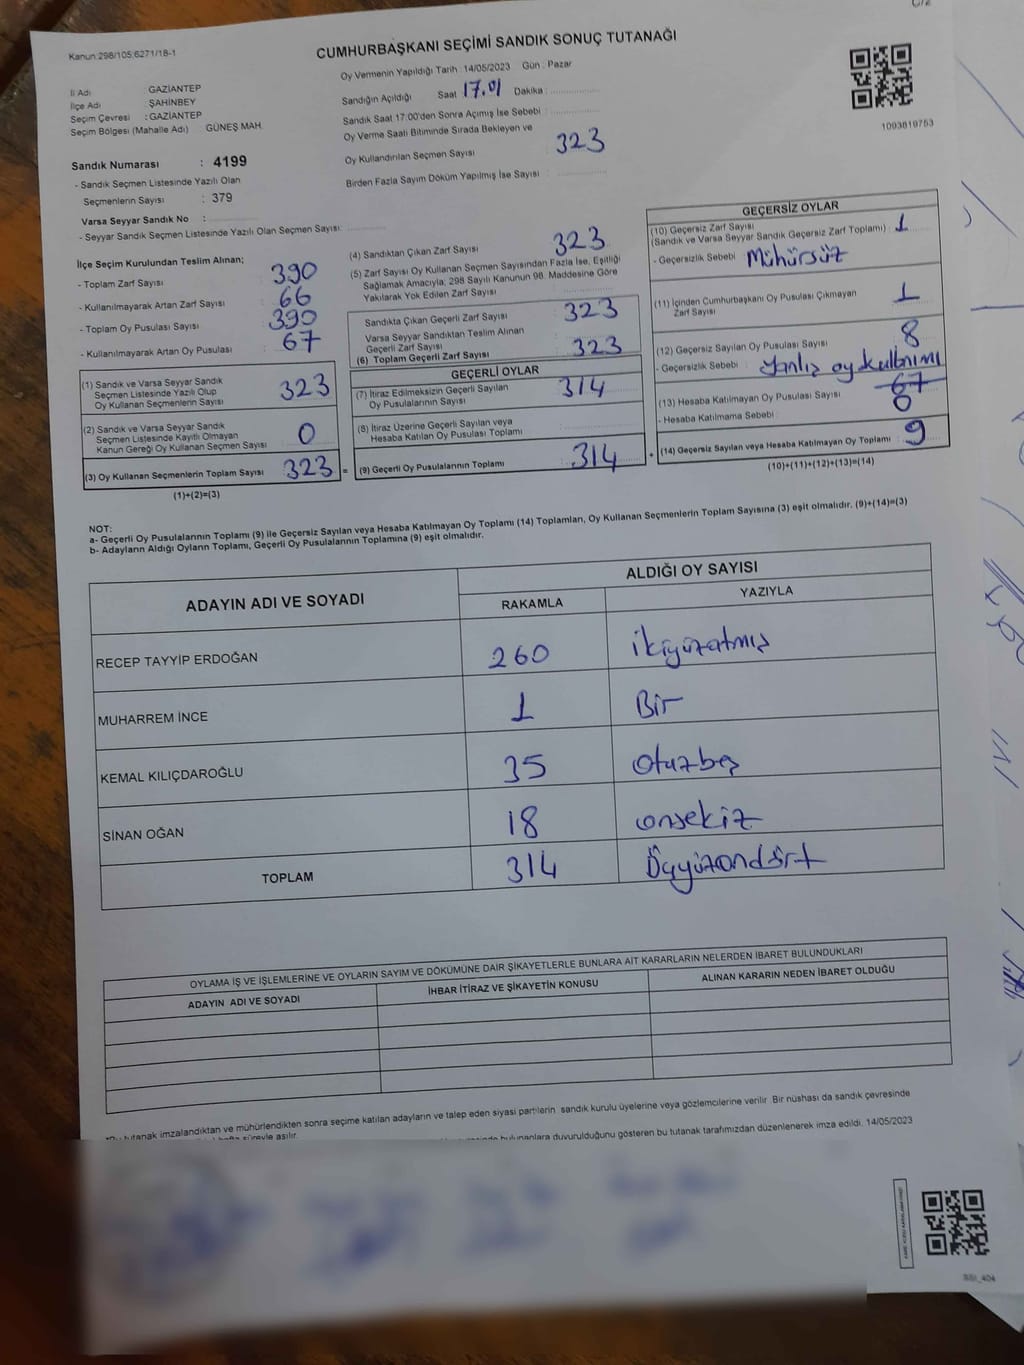 C/2
Kanun:298/105;6271/18-1
CUMHURBAŞKANI SEÇİMİ SANDIK SONUÇ TUTANAĞI
Oy Vermenin Yapıldığı Tarih :14/05/2023 Gün : Pazar
İl Adı GAZİANTEP
İlçe Adı ŞAHİNBEY
Seçim Çevresi : GAZİANTEP
Seçim Bölgesi (Mahalle Adı) GÜNEŞ MAH.
Sandığın Açıldığı Saat 17.01 Dakika :
Sandık Saat 17:00'den Sonra Açımış İse Sebebi :
Oy Verme Saati Bitiminde Sırada Bekleyen ve
Oy Kullandırılan Seçmen Sayısı : 323
Birden Fazla Sayım Döküm Yapılmış İse Sayısı :
1093819753
Sandık Numarası : 4199
- Sandık Seçmen Listesinde Yazılı Olan
Seçmenlerin Sayısı : 379
Varsa Seyyar Sandık No :
- Seyyar Sandık Seçmen Listesinde Yazılı Olan Seçmen Sayısı:
İlçe Seçim Kurulundan Teslim Alınan;
- Toplam Zarf Sayısı : 390
- Kullanılmayarak Artan Zarf Sayısı : 66
- Toplam Oy Pusulası Sayısı : 390
- Kullanılmayarak Artan Oy Pusulası : 67
(1) Sandık ve Varsa Seyyar Sandık
Seçmen Listesinde Yazılı Olup
Oy Kullanan Seçmenlerin Sayısı : 323
(2) Sandık ve Varsa Seyyar Sandık
Seçmen Listesinde Kayıtlı Olmayan
Kanun Gereği Oy Kullanan Seçmen Sayısı : 0
(3) Oy Kullanan Seçmenlerin Toplam Sayısı : 323 =
(1)+(2)=(3)
(4) Sandıktan Çıkan Zarf Sayısı : 323
(5) Zarf Sayısı Oy Kullanan Seçmen Sayısından Fazla İse, Eşitliği
Sağlamak Amacıyla; 298 Sayılı Kanunun 98. Maddesine Göre
Yakılarak Yok Edilen Zarf Sayısı :
Sandıkta Çıkan Geçerli Zarf Sayısı : 323
Varsa Seyyar Sandıktan Teslim Alınan
Geçerli Zarf Sayısı :
(6) Toplam Geçerli Zarf Sayısı : 323
GEÇERLİ OYLAR
(7) İtiraz Edilmeksizin Geçerli Sayılan
Oy Pusulalarının Sayısı : 314
(8) İtiraz Üzerine Geçerli Sayılan veya
Hesaba Katılan Oy Pusulası Toplamı :
(9) Geçerli Oy Pusulalarının Toplamı : 314 +
GEÇERSİZ OYLAR
(10) Geçersiz Zarf Sayısı
(Sandık ve Varsa Seyyar Sandık Geçersiz Zarf Toplamı) : 1
- Geçersizlik Sebebi : Mühürsüz
(11) İçinden Cumhurbaşkanı Oy Pusulası Çıkmayan
Zarf Sayısı : 1
(12) Geçersiz Sayılan Oy Pusulası Sayısı : 8
- Geçersizlik Sebebi : Yanlış oy kullanımı
(13) Hesaba Katılmayan Oy Pusulası Sayısı : 67 0
- Hesaba Katılmama Sebebi :
(14) Geçersiz Sayılan veya Hesaba Katılmayan Oy Toplamı : 9
(10)+(11)+(12)+(13)=(14)
NOT:
a- Geçerli Oy Pusulalarının Toplamı (9) ile Geçersiz Sayılan veya Hesaba Katılmayan Oy Toplamı (14) Toplamları, Oy Kullanan Seçmenlerin Toplam Sayısına (3) eşit olmalıdır. (9)+(14)=(3)
b- Adayların Aldığı Oyların Toplamı, Geçerli Oy Pusulalarının Toplamına (9) eşit olmalıdır.
ADAYIN ADI VE SOYADI ALDIĞI OY SAYISI
RAKAMLA YAZIYLA
RECEP TAYYİP ERDOĞAN 260 ikiyüzatmış
MUHARREM İNCE 1 Bir
KEMAL KILIÇDAROĞLU 35 otuzbeş
SİNAN OĞAN 18 onsekiz
TOPLAM 314 Üçyüzondört
OYLAMA İŞ VE İŞLEMLERİNE VE OYLARIN SAYIM VE DÖKÜMÜNE DAİR ŞİKAYETLERLE BUNLARA AİT KARARLARIN NELERDEN İBARET BULUNDUKLARI
ADAYIN ADI VE SOYADI İHBAR İTİRAZ VE ŞİKAYETİN KONUSU ALINAN KARARIN NEDEN İBARET OLDUĞU
*Bu tutanak imzalandıktan ve mühürlendikten sonra seçime katılan adayların ve talep eden siyasi partilerin sandık kurulu üyelerine veya gözlemcilerine verilir. Bir nüshası da sandık çevresinde
hafta süreyle asılır. bulunanlara duyurulduğunu gösteren bu tutanak tarafımızdan düzenlenerek imza edildi. 14/05/2023
SSI_404